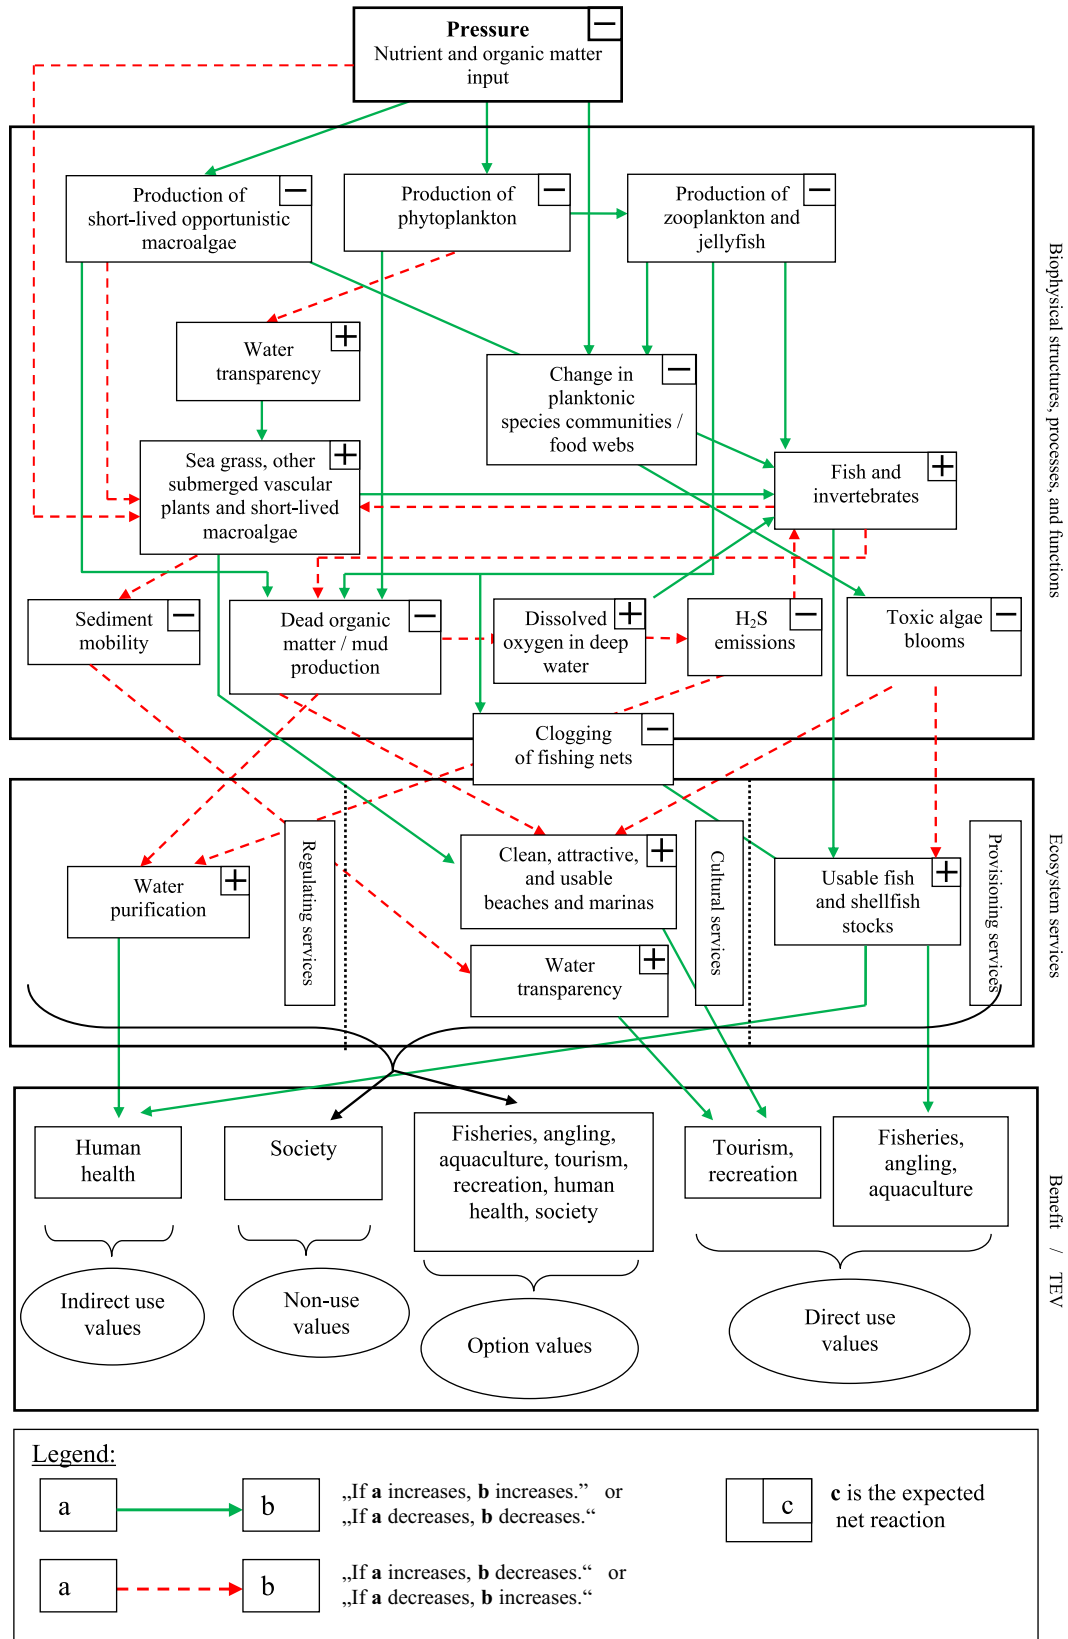 Pressure
Nutrient and organic matter
input
−
Production of
short-lived opportunistic
macroalgae
−
Production of
phytoplankton
−
Production of
zooplankton and
jellyfish
−
Water
transparency
+
Change in
planktonic
species communities /
food webs
−
Sea grass, other
submerged vascular
plants and short-lived
macroalgae
+
Fish and
invertebrates
+
Sediment
mobility
−
Dead organic
matter / mud
production
−
Dissolved
oxygen in deep
water
+
H₂S
emissions
−
Toxic algae
blooms
−
Clogging
of fishing nets
−
Biophysical structures, processes, and functions
Water
purification
+
Regulating services
Clean, attractive,
and usable
beaches and marinas
+
Water
transparency
+
Cultural services
Usable fish
and shellfish
stocks
+
Provisioning services
Ecosystem services
Human
health
Society
Fisheries, angling,
aquaculture, tourism,
recreation, human
health, society
Tourism,
recreation
Fisheries,
angling,
aquaculture
Indirect use
values
Non-use
values
Option values
Direct use
values
Benefit / TEV
Legend:
a
b
„If a increases, b increases.“ or
„If a decreases, b decreases.“
c
c is the expected
net reaction
a
b
„If a increases, b decreases.“ or
„If a decreases, b increases.“